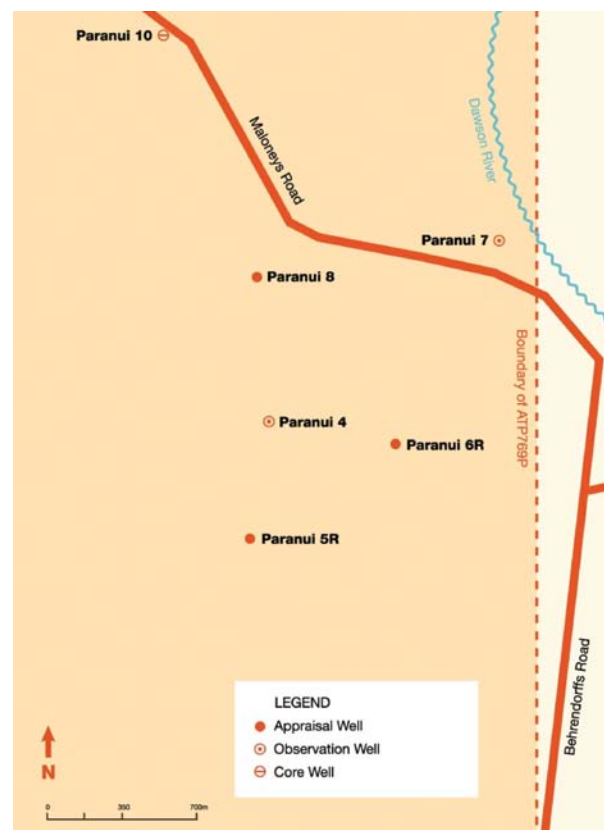 Paranui 10
Maloneys Road
Dawson River
Paranui 7
Paranui 8
Boundary of ATP769P
Paranui 4
Paranui 6R
Paranui 5R
Behrendorffs Road
LEGEND
Appraisal Well
Observation Well
Core Well
N
0 350 700m